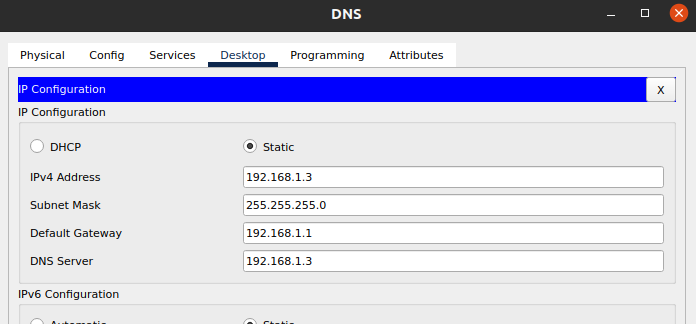 DNS
Physical Config Services Desktop Programming Attributes
IP Configuration X
IP Configuration
DHCP Static
IPv4 Address 192.168.1.3
Subnet Mask 255.255.255.0
Default Gateway 192.168.1.1
DNS Server 192.168.1.3
IPv6 Configuration
Automatic Static